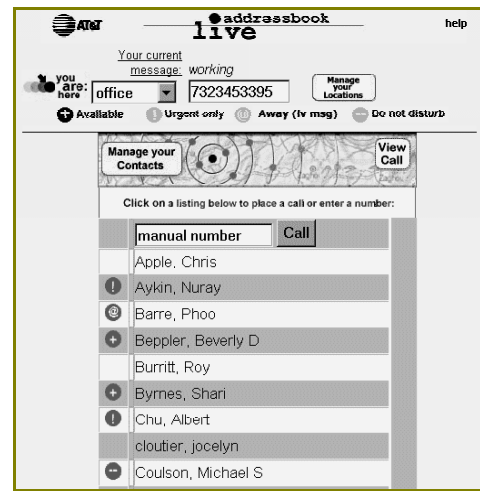 AT&T
addressbook
live
help
Your current
message: working
you
are:
here
office
7323453395
Manage
your
Locations
Available
! Urgent only
@ Away (lv msg)
Do not disturb
Manage your
Contacts
View
Call
Click on a listing below to place a call or enter a number:
manual number
Call
Apple, Chris
! Aykin, Nuray
@ Barre, Phoo
+ Beppler, Beverly D
Burritt, Roy
+ Byrnes, Shari
! Chu, Albert
cloutier, jocelyn
− Coulson, Michael S